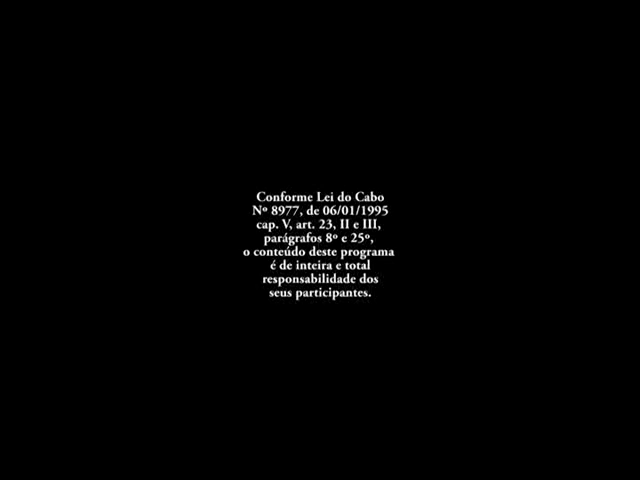 Conforme Lei do Cabo
Nº 8977, de 06/01/1995
cap. V, art. 23, II e III,
parágrafos 8º e 25º,
o conteúdo deste programa
é de inteira e total
responsabilidade dos
seus participantes.